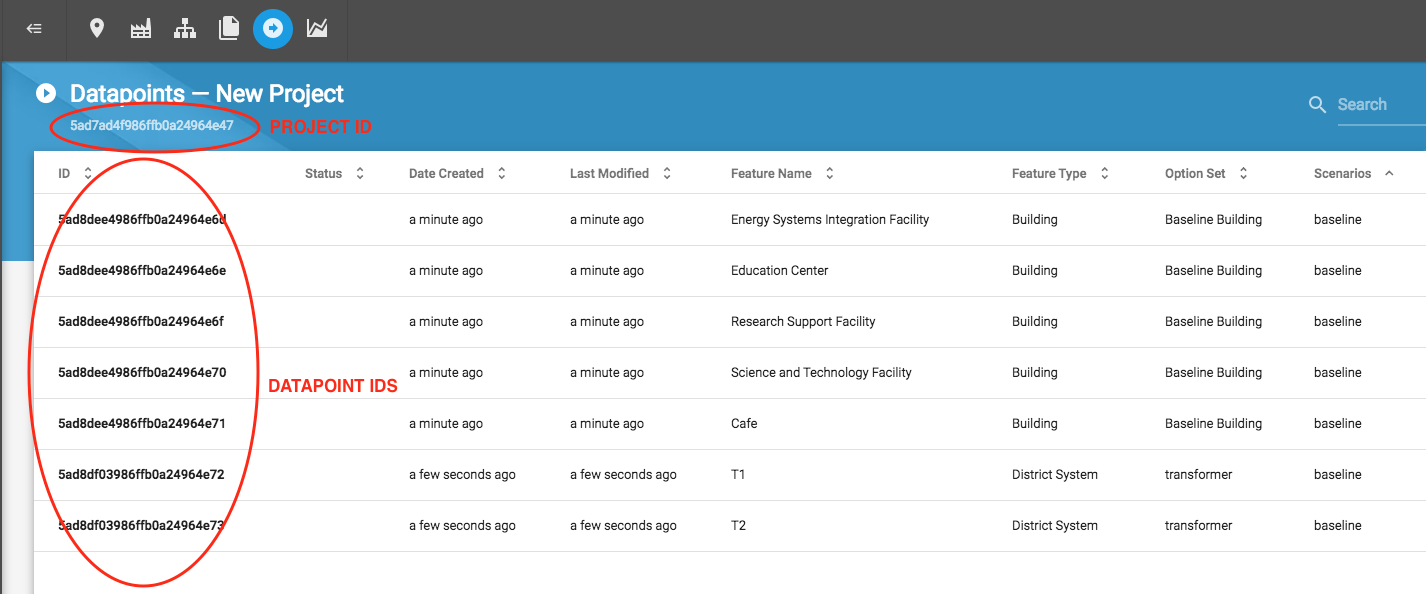 Datapoints — New Project
Search
5ad7ad4f986ffb0a24964e47 PROJECT ID
ID Status Date Created Last Modified Feature Name Feature Type Option Set Scenarios
5ad8dee4986ffb0a24964e6d a minute ago a minute ago Energy Systems Integration Facility Building Baseline Building baseline
5ad8dee4986ffb0a24964e6e a minute ago a minute ago Education Center Building Baseline Building baseline
5ad8dee4986ffb0a24964e6f a minute ago a minute ago Research Support Facility Building Baseline Building baseline
5ad8dee4986ffb0a24964e70 a minute ago a minute ago Science and Technology Facility Building Baseline Building baseline
DATAPOINT IDS
5ad8dee4986ffb0a24964e71 a minute ago a minute ago Cafe Building Baseline Building baseline
5ad8df03986ffb0a24964e72 a few seconds ago a few seconds ago T1 District System transformer baseline
5ad8df03986ffb0a24964e73 a few seconds ago a few seconds ago T2 District System transformer baseline